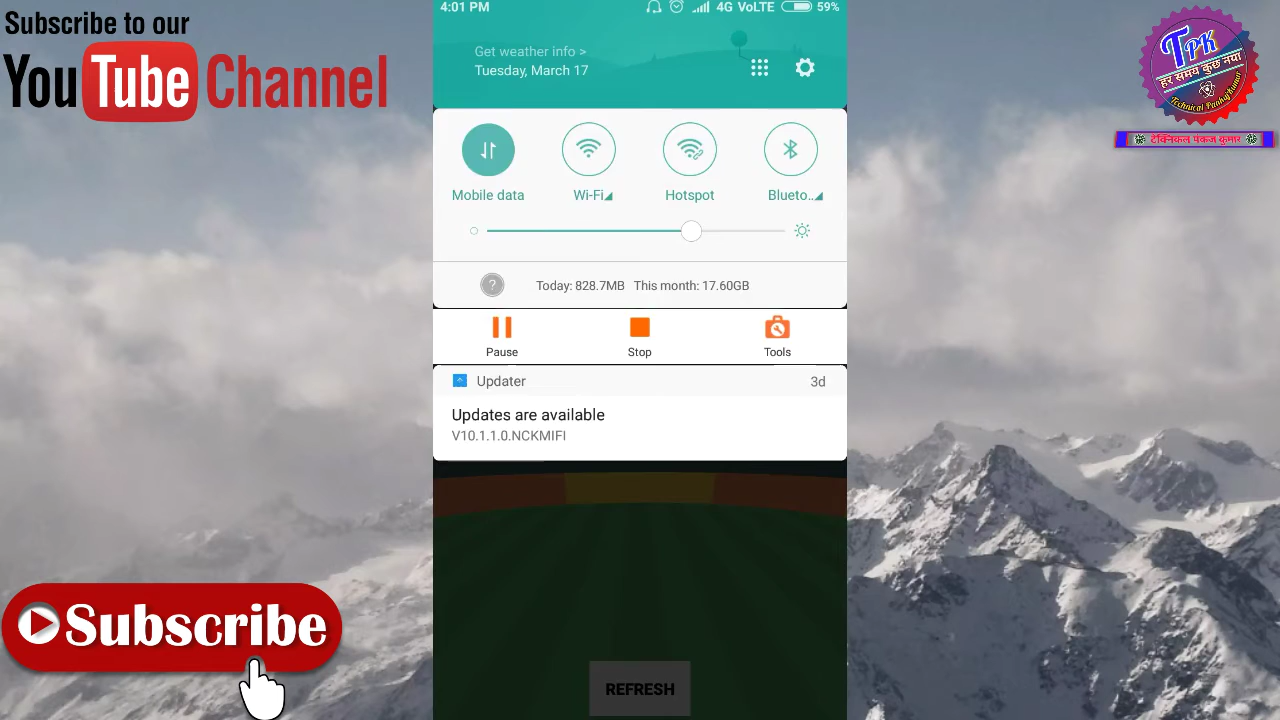 Subscribe to our
YouTube Channel
4:01 PM 4G VoLTE 59%
Get weather info >
Tuesday, March 17
Mobile data Wi-Fi Hotspot Blueto..
? Today: 828.7MB This month: 17.60GB
Pause Stop Tools
Updater 3d
Updates are available
V10.1.1.0.NCKMIFI
REFRESH
Subscribe
TPK
हर समय कुछ नया
Technical PankajKumar
टेक्निकल पंकज कुमार